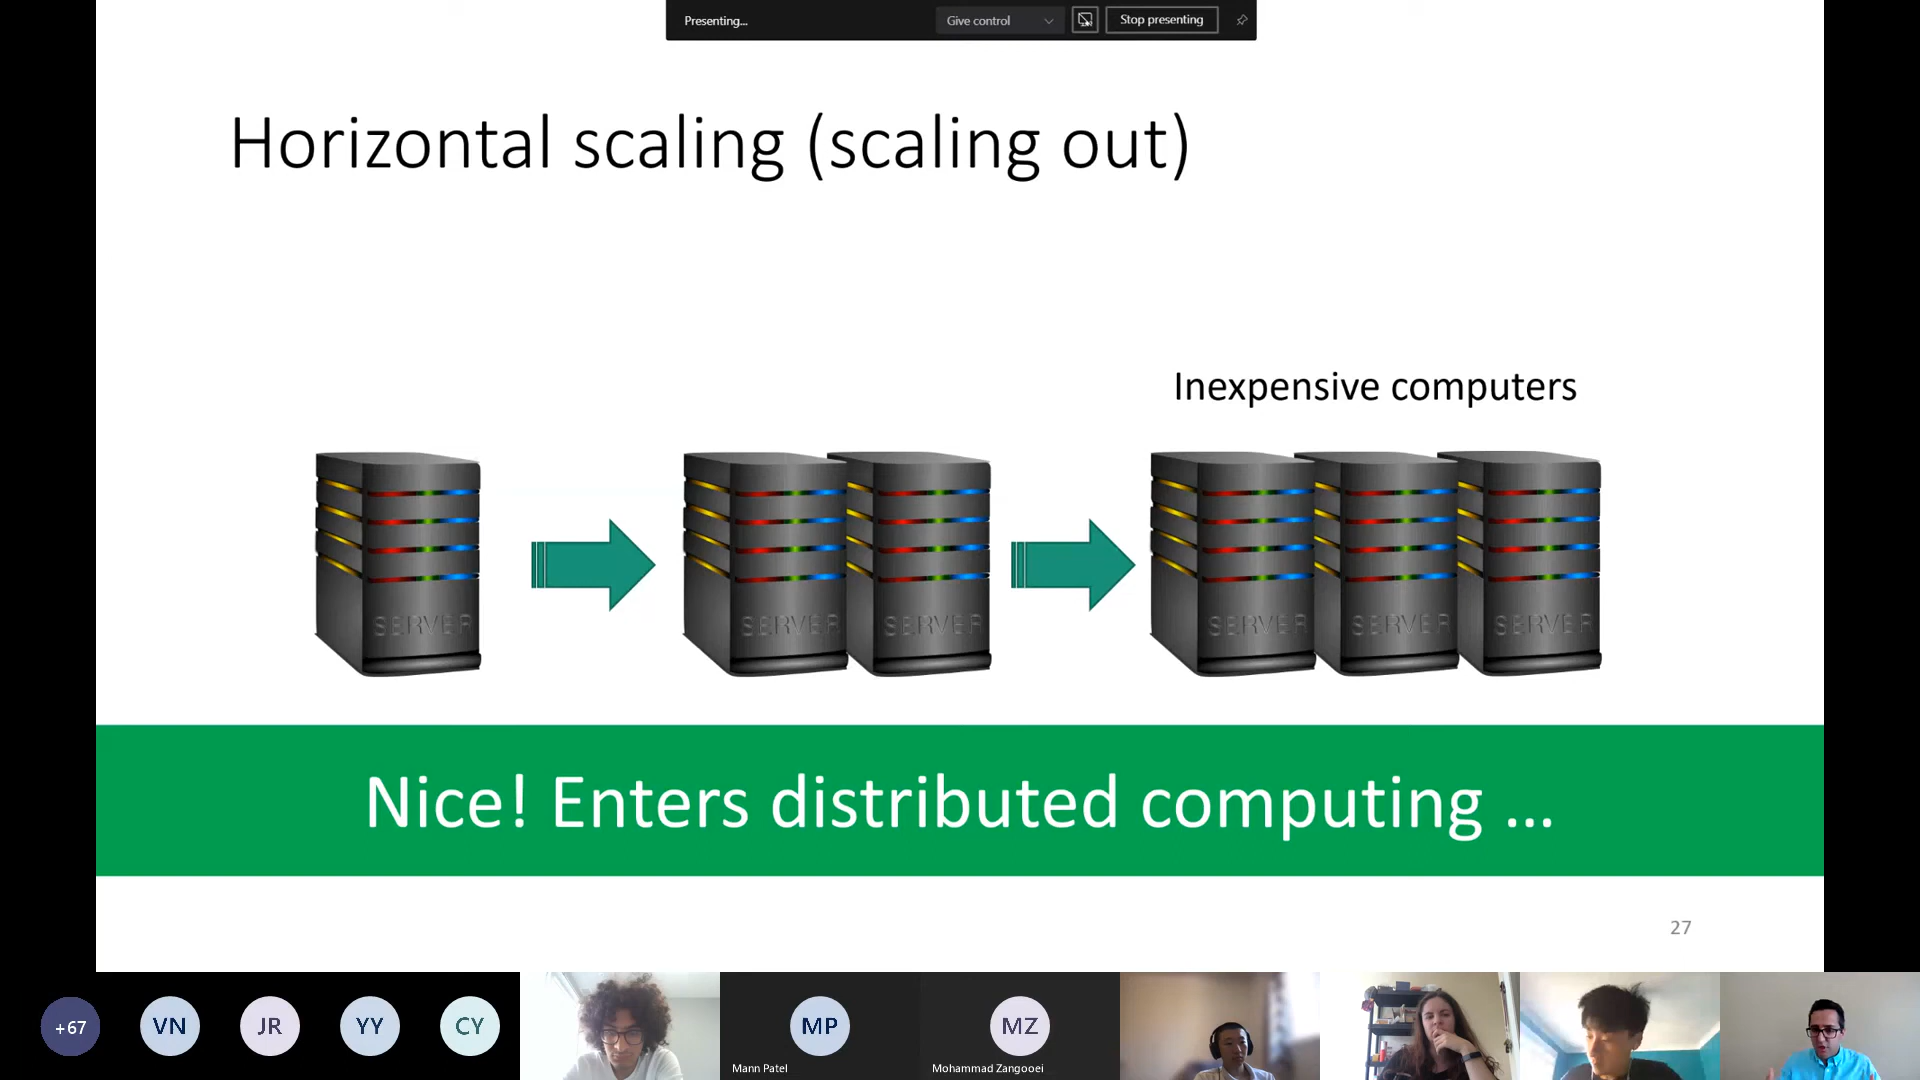 Presenting...
Give control
Stop presenting
Horizontal scaling (scaling out)
Inexpensive computers
SERVER
SERVER
SERVER
SERVER
SERVER
SERVER
Nice! Enters distributed computing ...
27
+67
VN
JR
YY
CY
MP
MZ
Mann Patel
Mohammad Zangooei